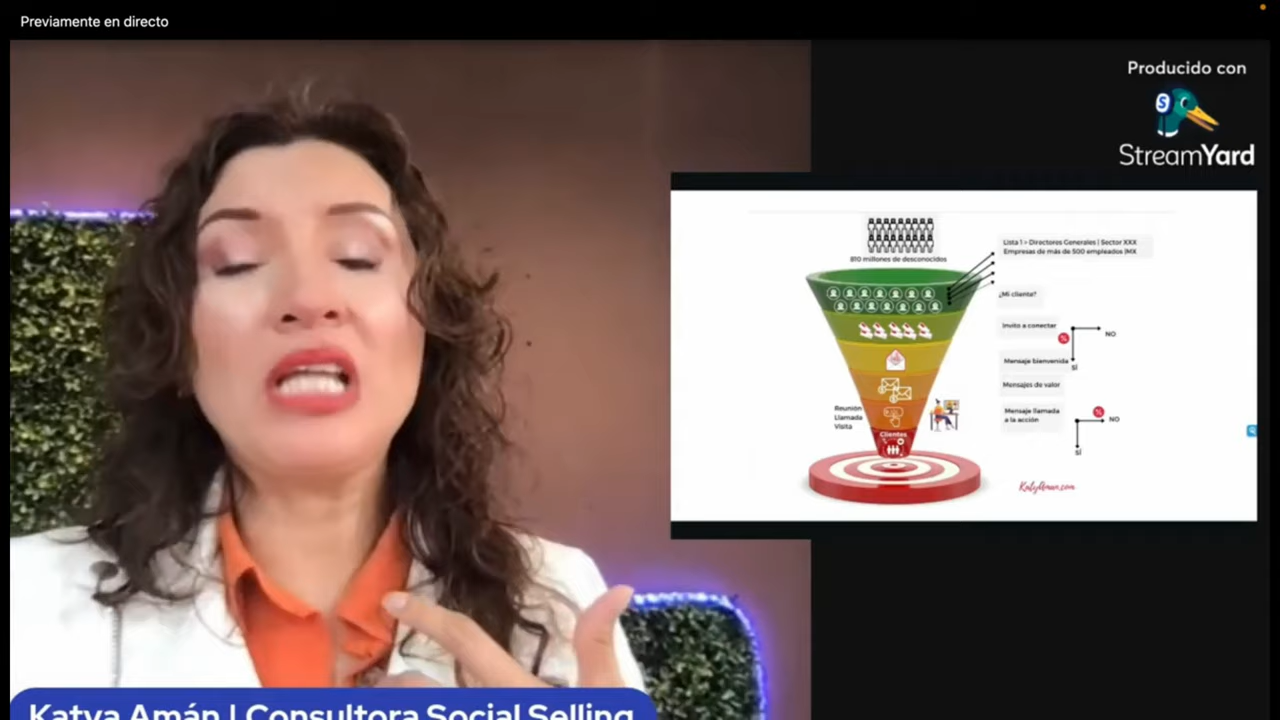 Previamente en directo
Producido con
StreamYard
810 millones de desconocidos
Lista 1 > Directores Generales | Sector XXX
Empresas de más de 500 empleados |MX
¿Mi cliente?
Invito a conectar
NO
%
Mensaje bienvenida
SÍ
Mensajes de valor
Reunión
Llamada
Visita
Mensaje llamada
a la acción
%
NO
Clientes
SÍ
KatyAman.com
Katya Amán | Consultora Social Selling